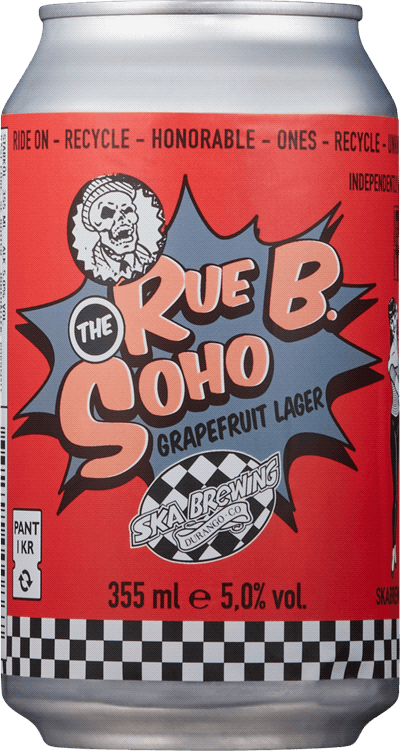 RIDE ON - RECYCLE - HONORABLE - ONES - RECYCLE -
INDEPENDENTLY
THE
RUE B.
SOHO
GRAPEFRUIT LAGER
SKA BREWING
DURANGO - CO
PANT
1 KR
355 ml e 5,0% vol.